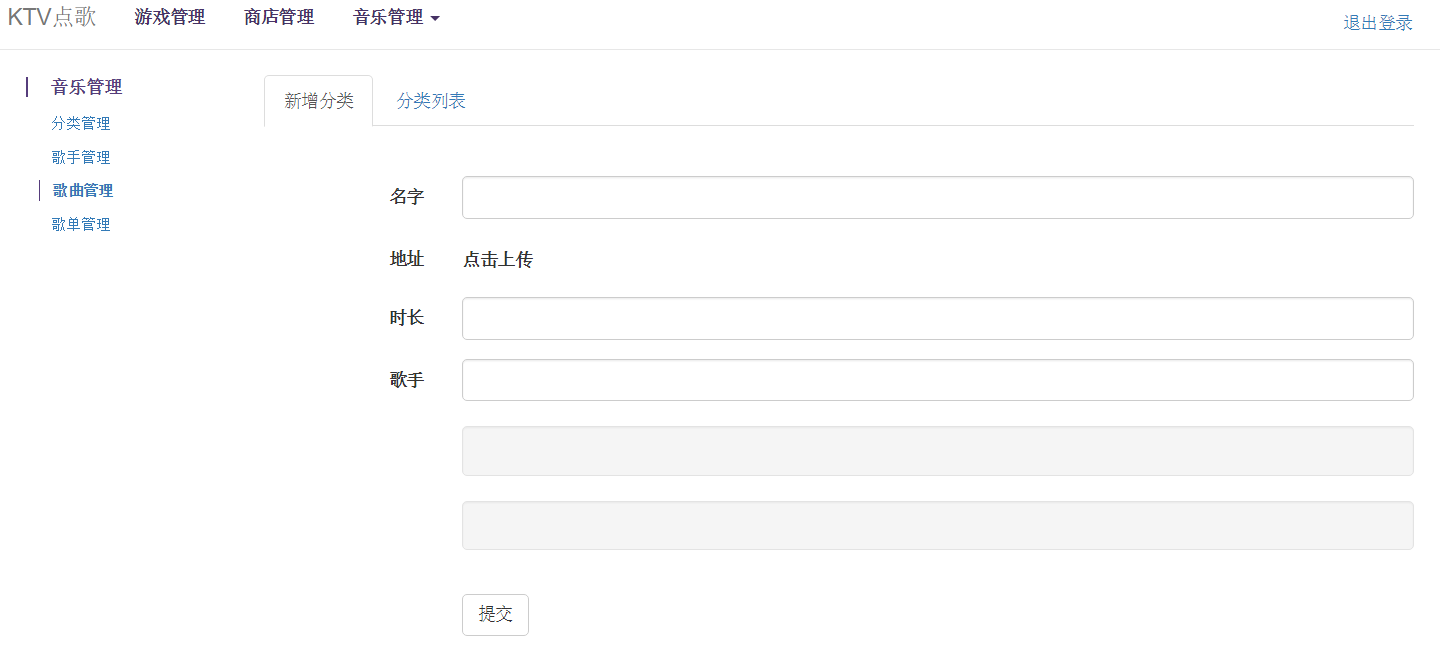 KTV点歌 游戏管理 商店管理 音乐管理 退出登录
音乐管理
分类管理
歌手管理
歌曲管理
歌单管理
新增分类 分类列表
名字
地址 点击上传
时长
歌手
提交